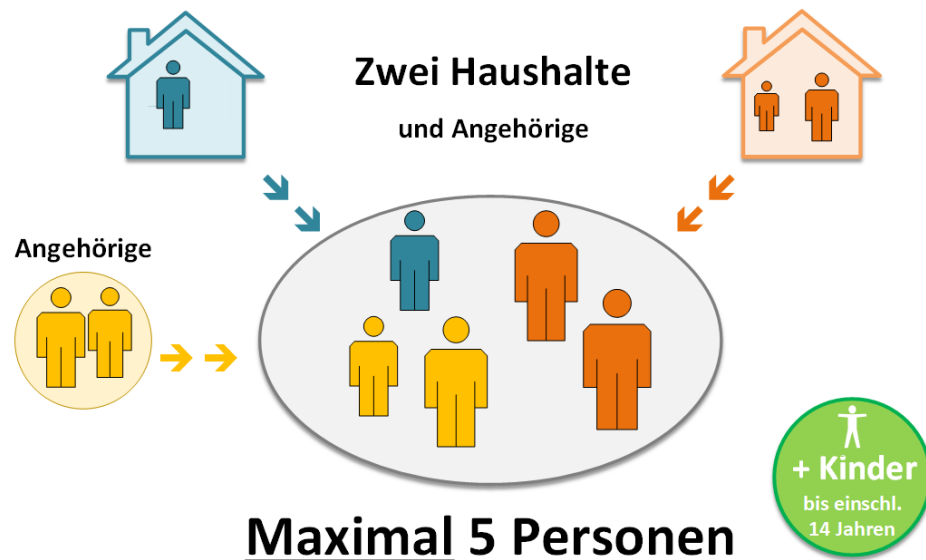 Zwei Haushalte
und Angehörige
Angehörige
+ Kinder
bis einschl.
14 Jahren
Maximal 5 Personen